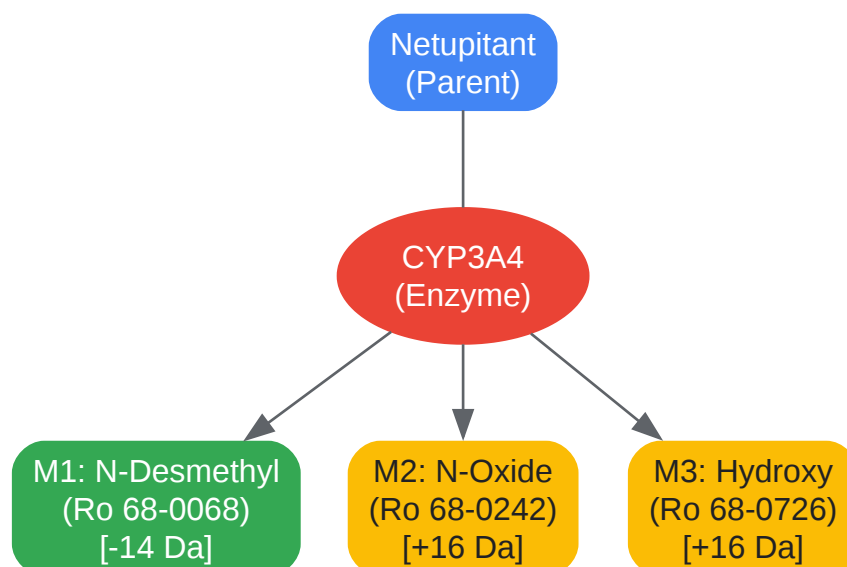 Netupitant
(Parent)
CYP3A4
(Enzyme)
M1: N-Desmethyl
(Ro 68-0068)
[-14 Da]
M2: N-Oxide
(Ro 68-0242)
[+16 Da]
M3: Hydroxy
(Ro 68-0726)
[+16 Da]